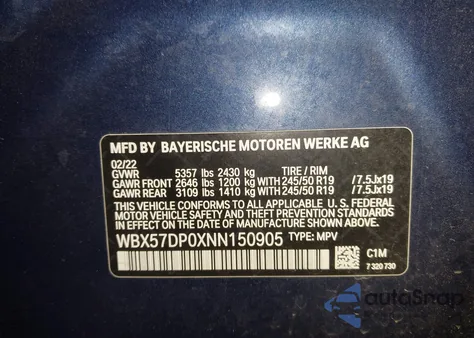 MFD BY BAYERISCHE MOTOREN WERKE AG
02/22
GVWR 5357 lbs 2430 kg TIRE / RIM
GAWR FRONT 2646 lbs 1200 kg WITH 245/50 R19 /7.5Jx19
GAWR REAR 3109 lbs 1410 kg WITH 245/50 R19 /7.5Jx19
THIS VEHICLE CONFORMS TO ALL APPLICABLE U. S. FEDERAL
MOTOR VEHICLE SAFETY AND THEFT PREVENTION STANDARDS
IN EFFECT ON THE DATE OF MANUFACTURE SHOWN ABOVE.
WBX57DP0XNN150905 TYPE: MPV
C1M
7 320 730
autoSnap